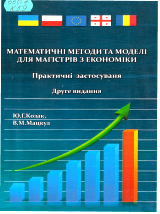 МАТЕМАТИЧНІ МЕТОДИ ТА МОДЕЛІ
ДЛЯ МАГІСТРІВ З ЕКОНОМІКИ
Практичні застосування
Друге видання
Ю.Г.Козак,
В.М.Мацкул